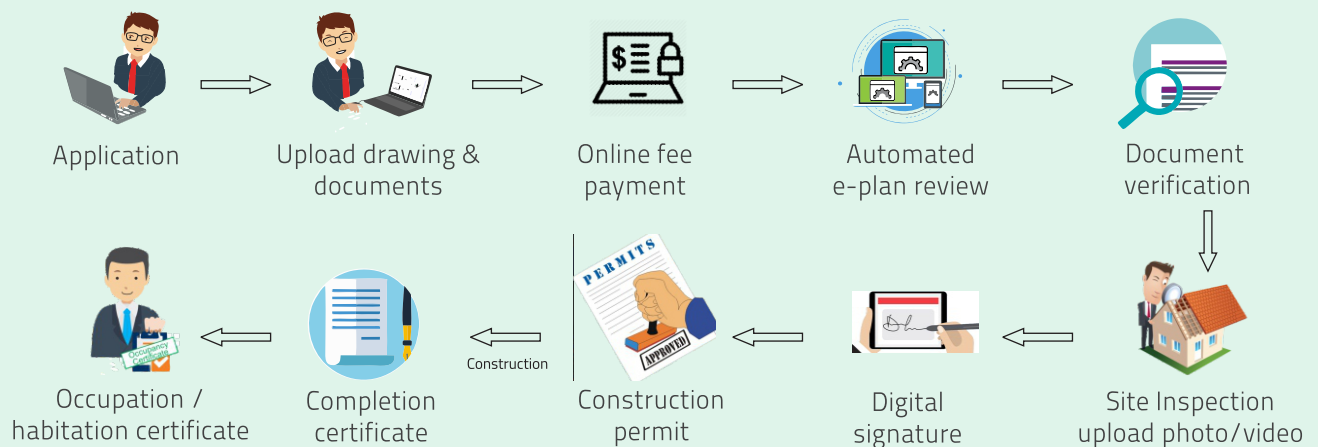 $
Application
Upload drawing &
documents
Online fee
payment
Automated
e-plan review
Document
verification
Occupancy
Certificate
PERMITS
APPROVED
Construction
Occupation /
habitation certificate
Completion
certificate
Construction
permit
Digital
signature
Site Inspection
upload photo/video